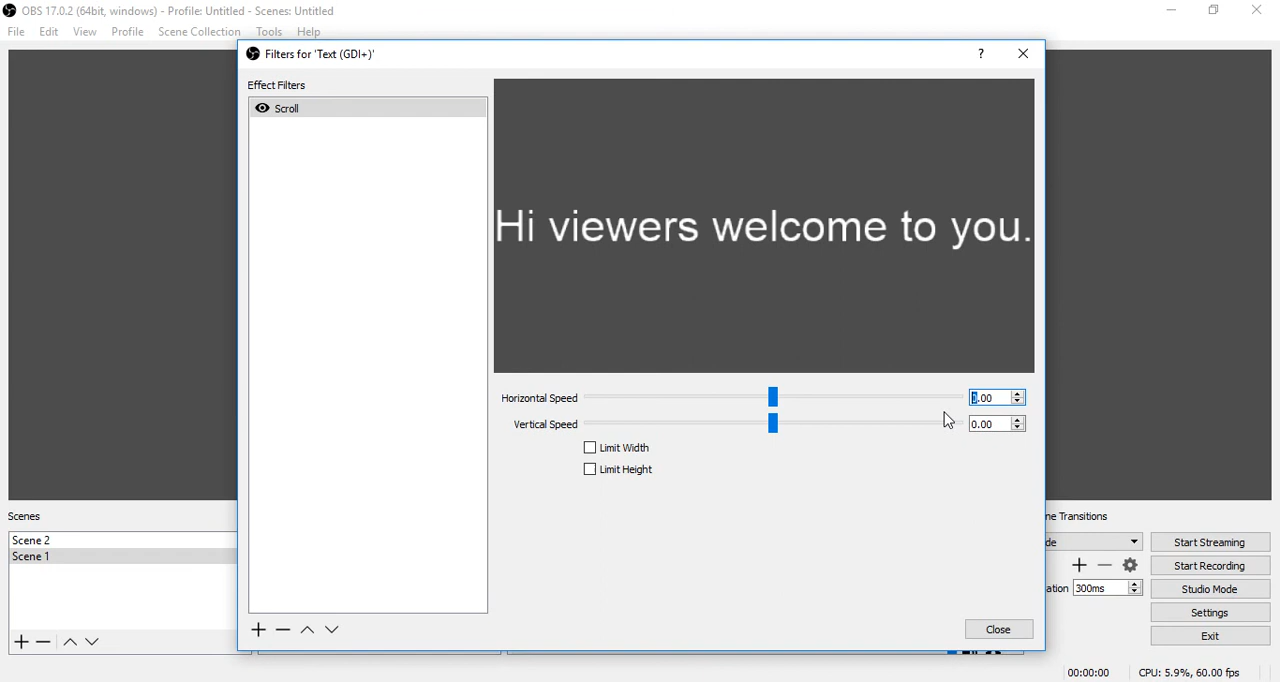 OBS 17.0.2 (64bit, windows) - Profile: Untitled - Scenes: Untitled
File Edit View Profile Scene Collection Tools Help
Filters for 'Text (GDI+)'
?
Effect Filters
Scroll
Hi viewers welcome to you.
Horizontal Speed
.00
Vertical Speed
0.00
Limit Width
Limit Height
Close
Scenes
Scene 2
Scene 1
ne Transitions
de
ation 300ms
Start Streaming
Start Recording
Studio Mode
Settings
Exit
00:00:00
CPU: 5.9%, 60.00 fps